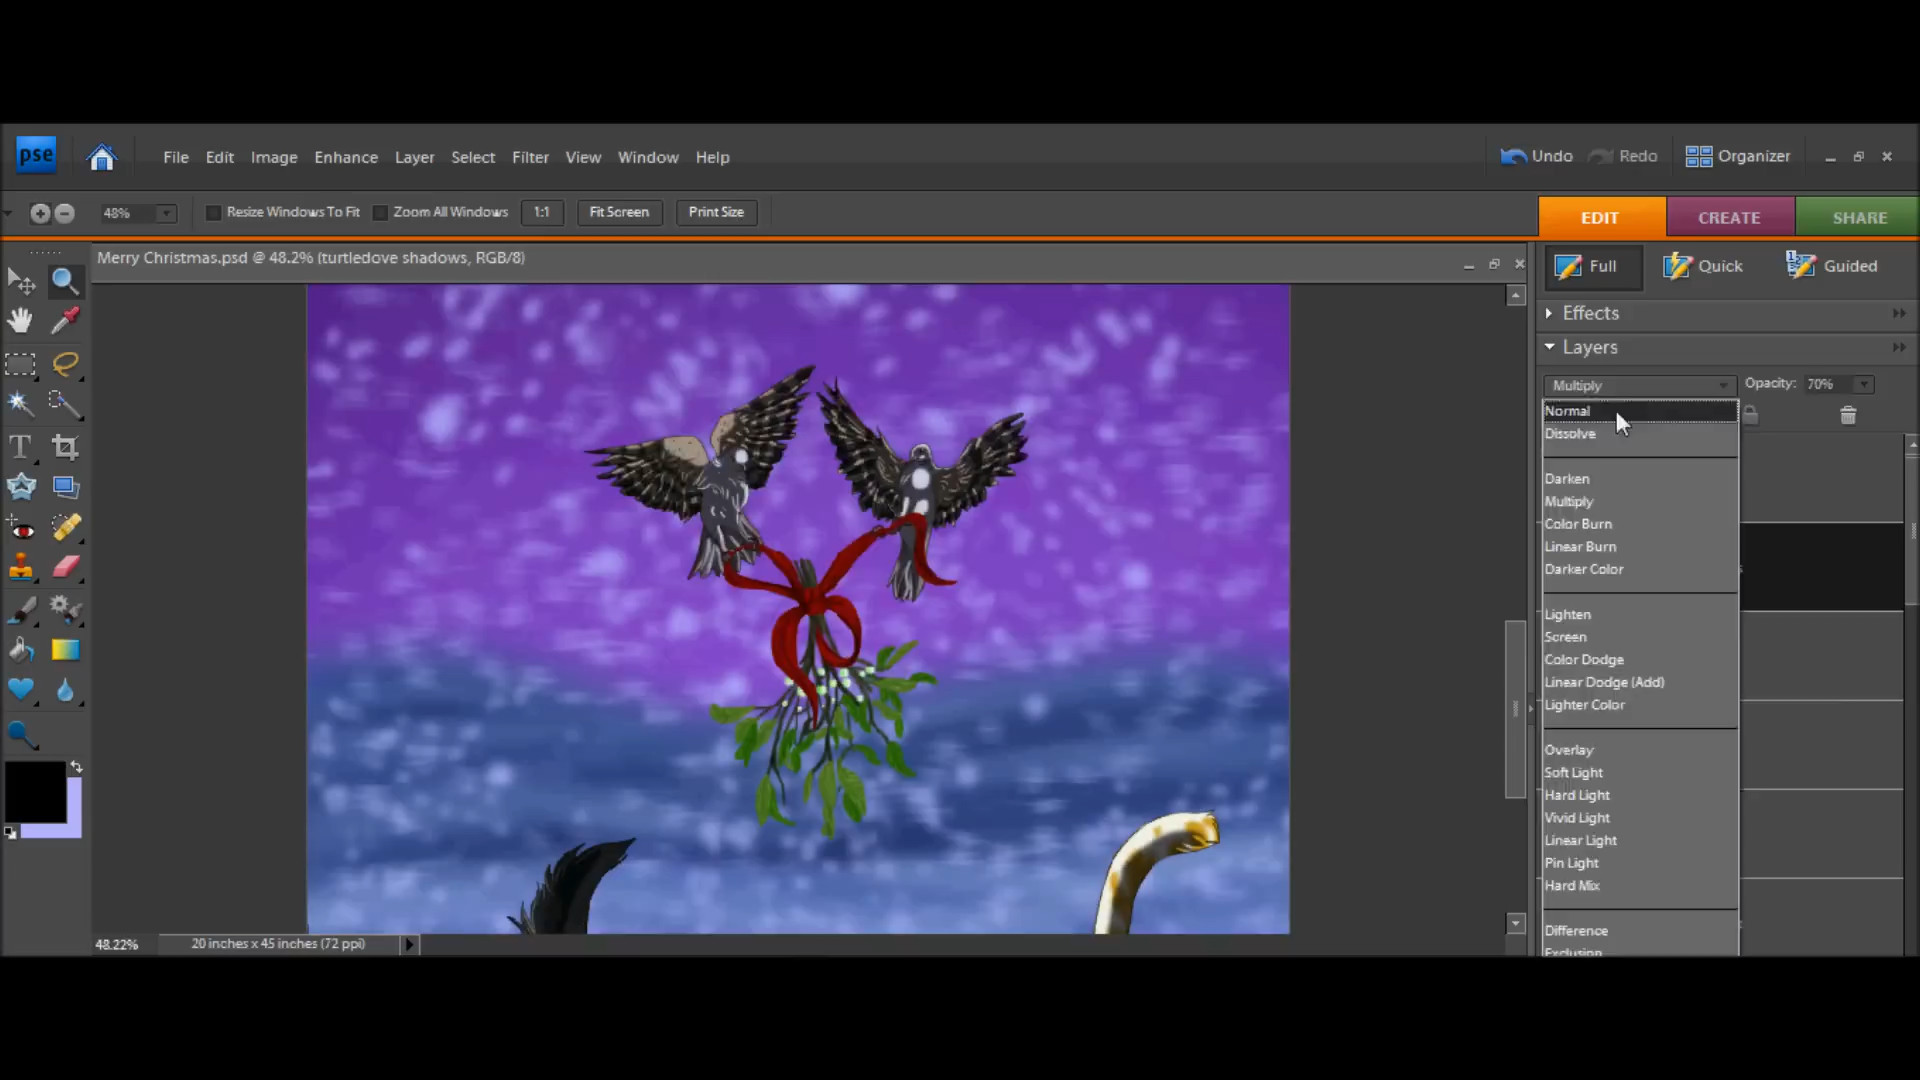 pse File Edit Image Enhance Layer Select Filter View Window Help Undo Redo Organizer
48% Resize Windows To Fit Zoom All Windows 1:1 Fit Screen Print Size EDIT CREATE SHARE
Merry Christmas.psd @ 48.2% (turtledove shadows, RGB/8)
Full Quick Guided
Effects
Layers
Multiply Opacity: 70%
Normal
Dissolve
Darken
Multiply
Color Burn
Linear Burn
Darker Color
Lighten
Screen
Color Dodge
Linear Dodge (Add)
Lighter Color
Overlay
Soft Light
Hard Light
Vivid Light
Linear Light
Pin Light
Hard Mix
Difference
Exclusion
48.22% 20 inches x 45 inches (72 ppi)